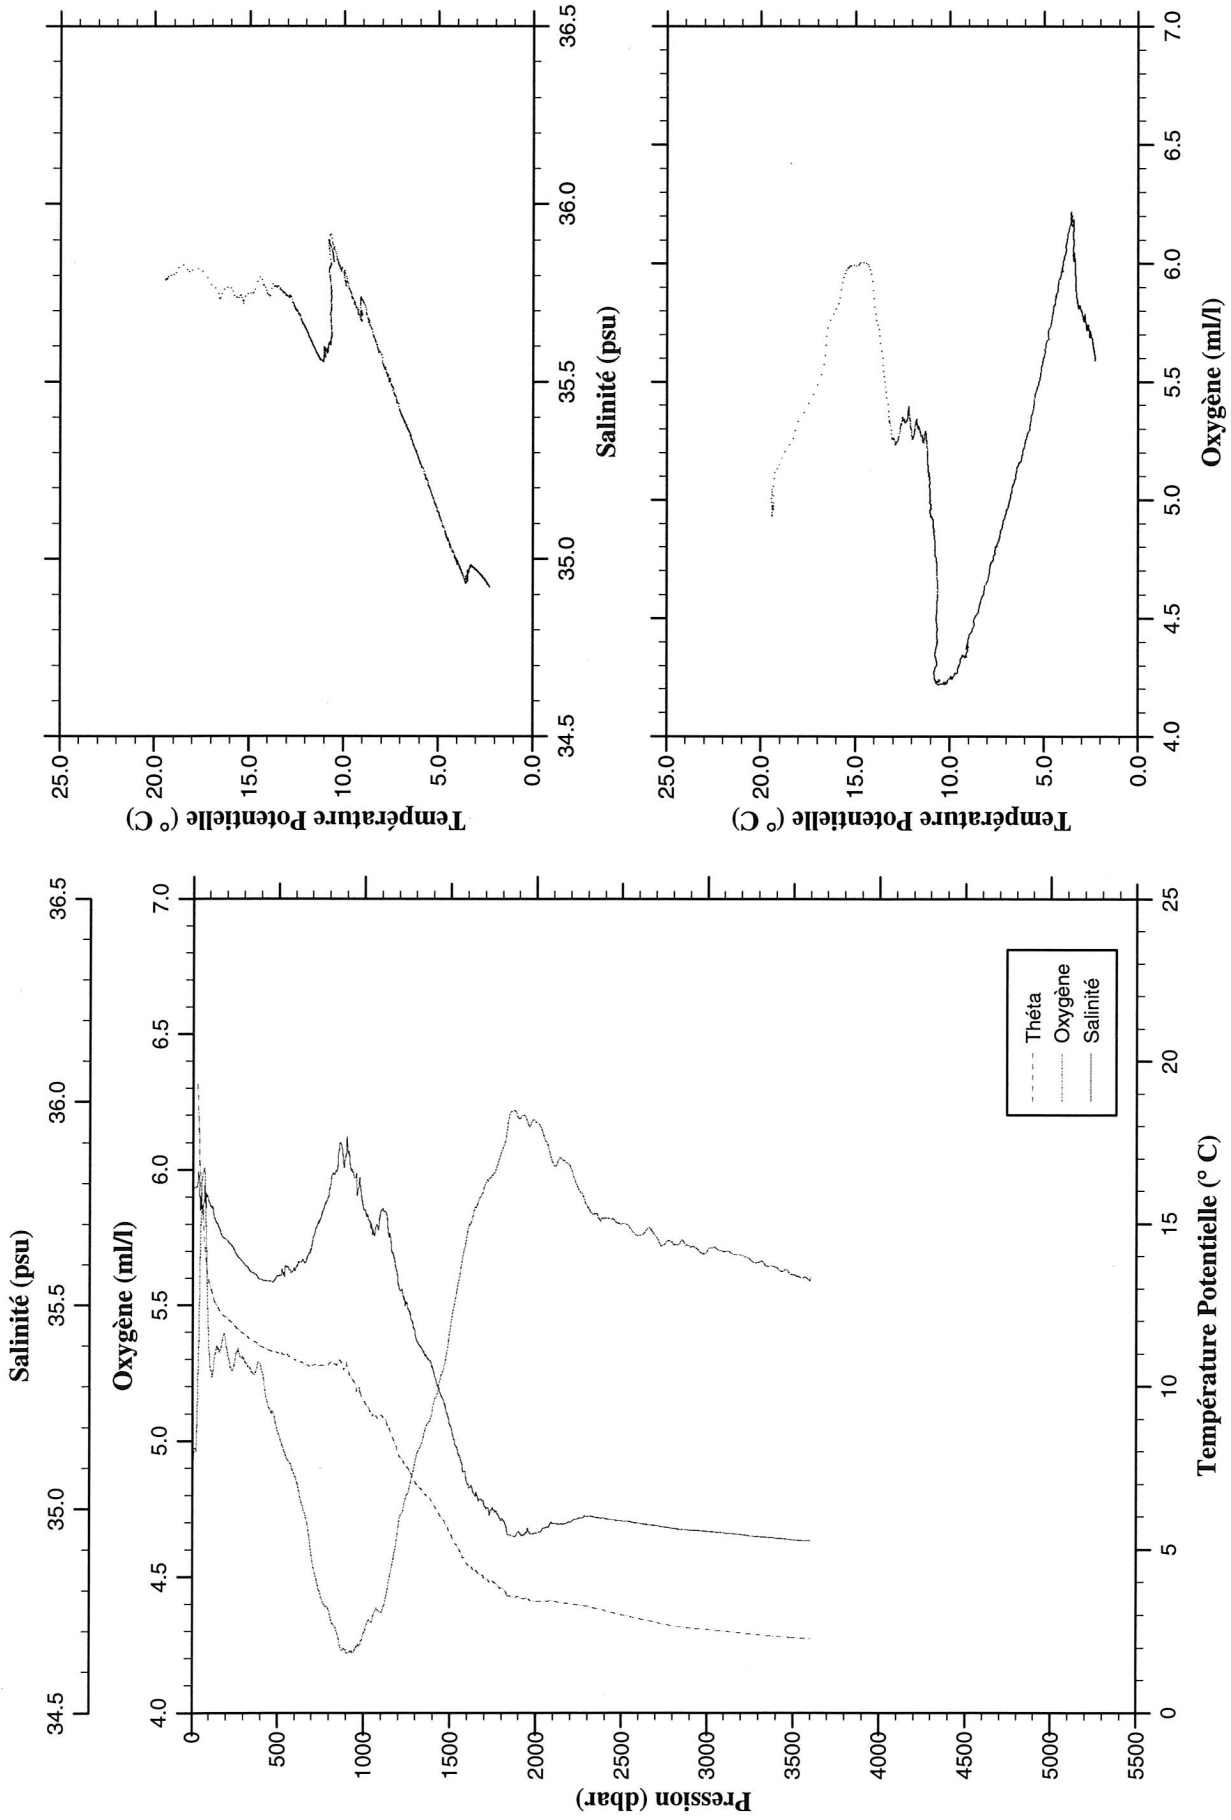 Salinité (psu)
34.5 35.0 35.5 36.0 36.5
Oxygène (ml/l)
4.0 4.5 5.0 5.5 6.0 6.5 7.0
Pression (dbar)
0
500
1000
1500
2000
2500
3000
3500
4000
4500
5000
5500
Théta
Oxygène
Salinité
0 5 10 15 20 25
Température Potentielle (° C)
Température Potentielle (° C)
25.0
20.0
15.0
10.0
5.0
0.0
34.5 35.0 35.5 36.0 36.5
Salinité (psu)
Température Potentielle (° C)
25.0
20.0
15.0
10.0
5.0
0.0
4.0 4.5 5.0 5.5 6.0 6.5 7.0
Oxygène (ml/l)